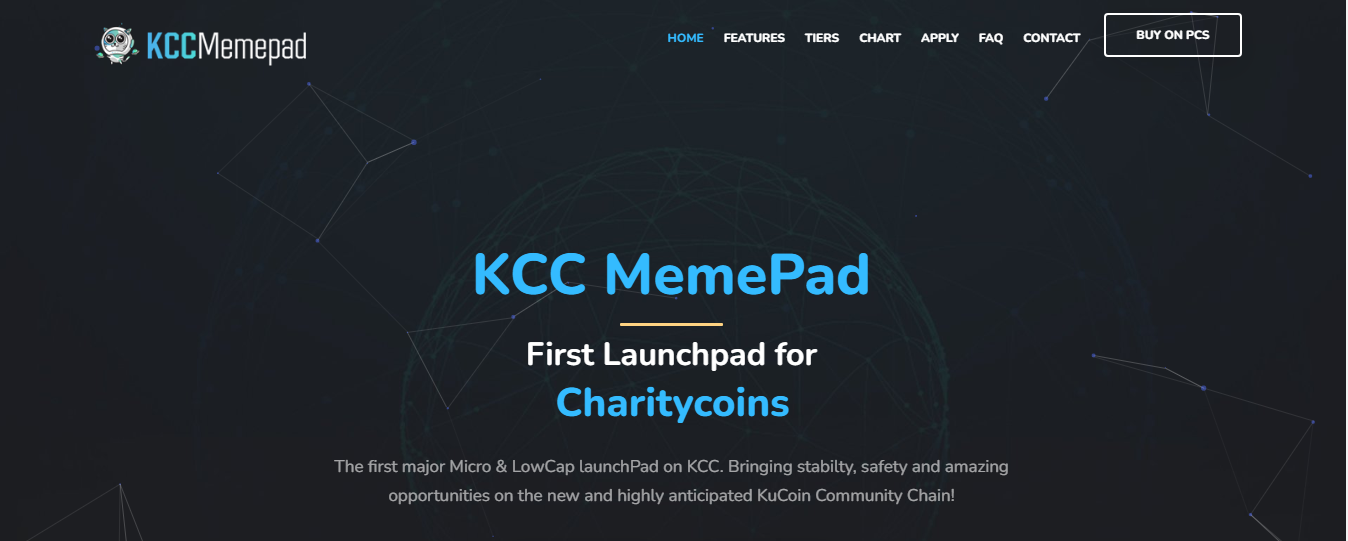 KCCMemepad
HOME FEATURES TIERS CHART APPLY FAQ CONTACT BUY ON PCS
KCC MemePad
First Launchpad for
Charitycoins
The first major Micro & LowCap launchPad on KCC. Bringing stabilty, safety and amazing
opportunities on the new and highly anticipated KuCoin Community Chain!